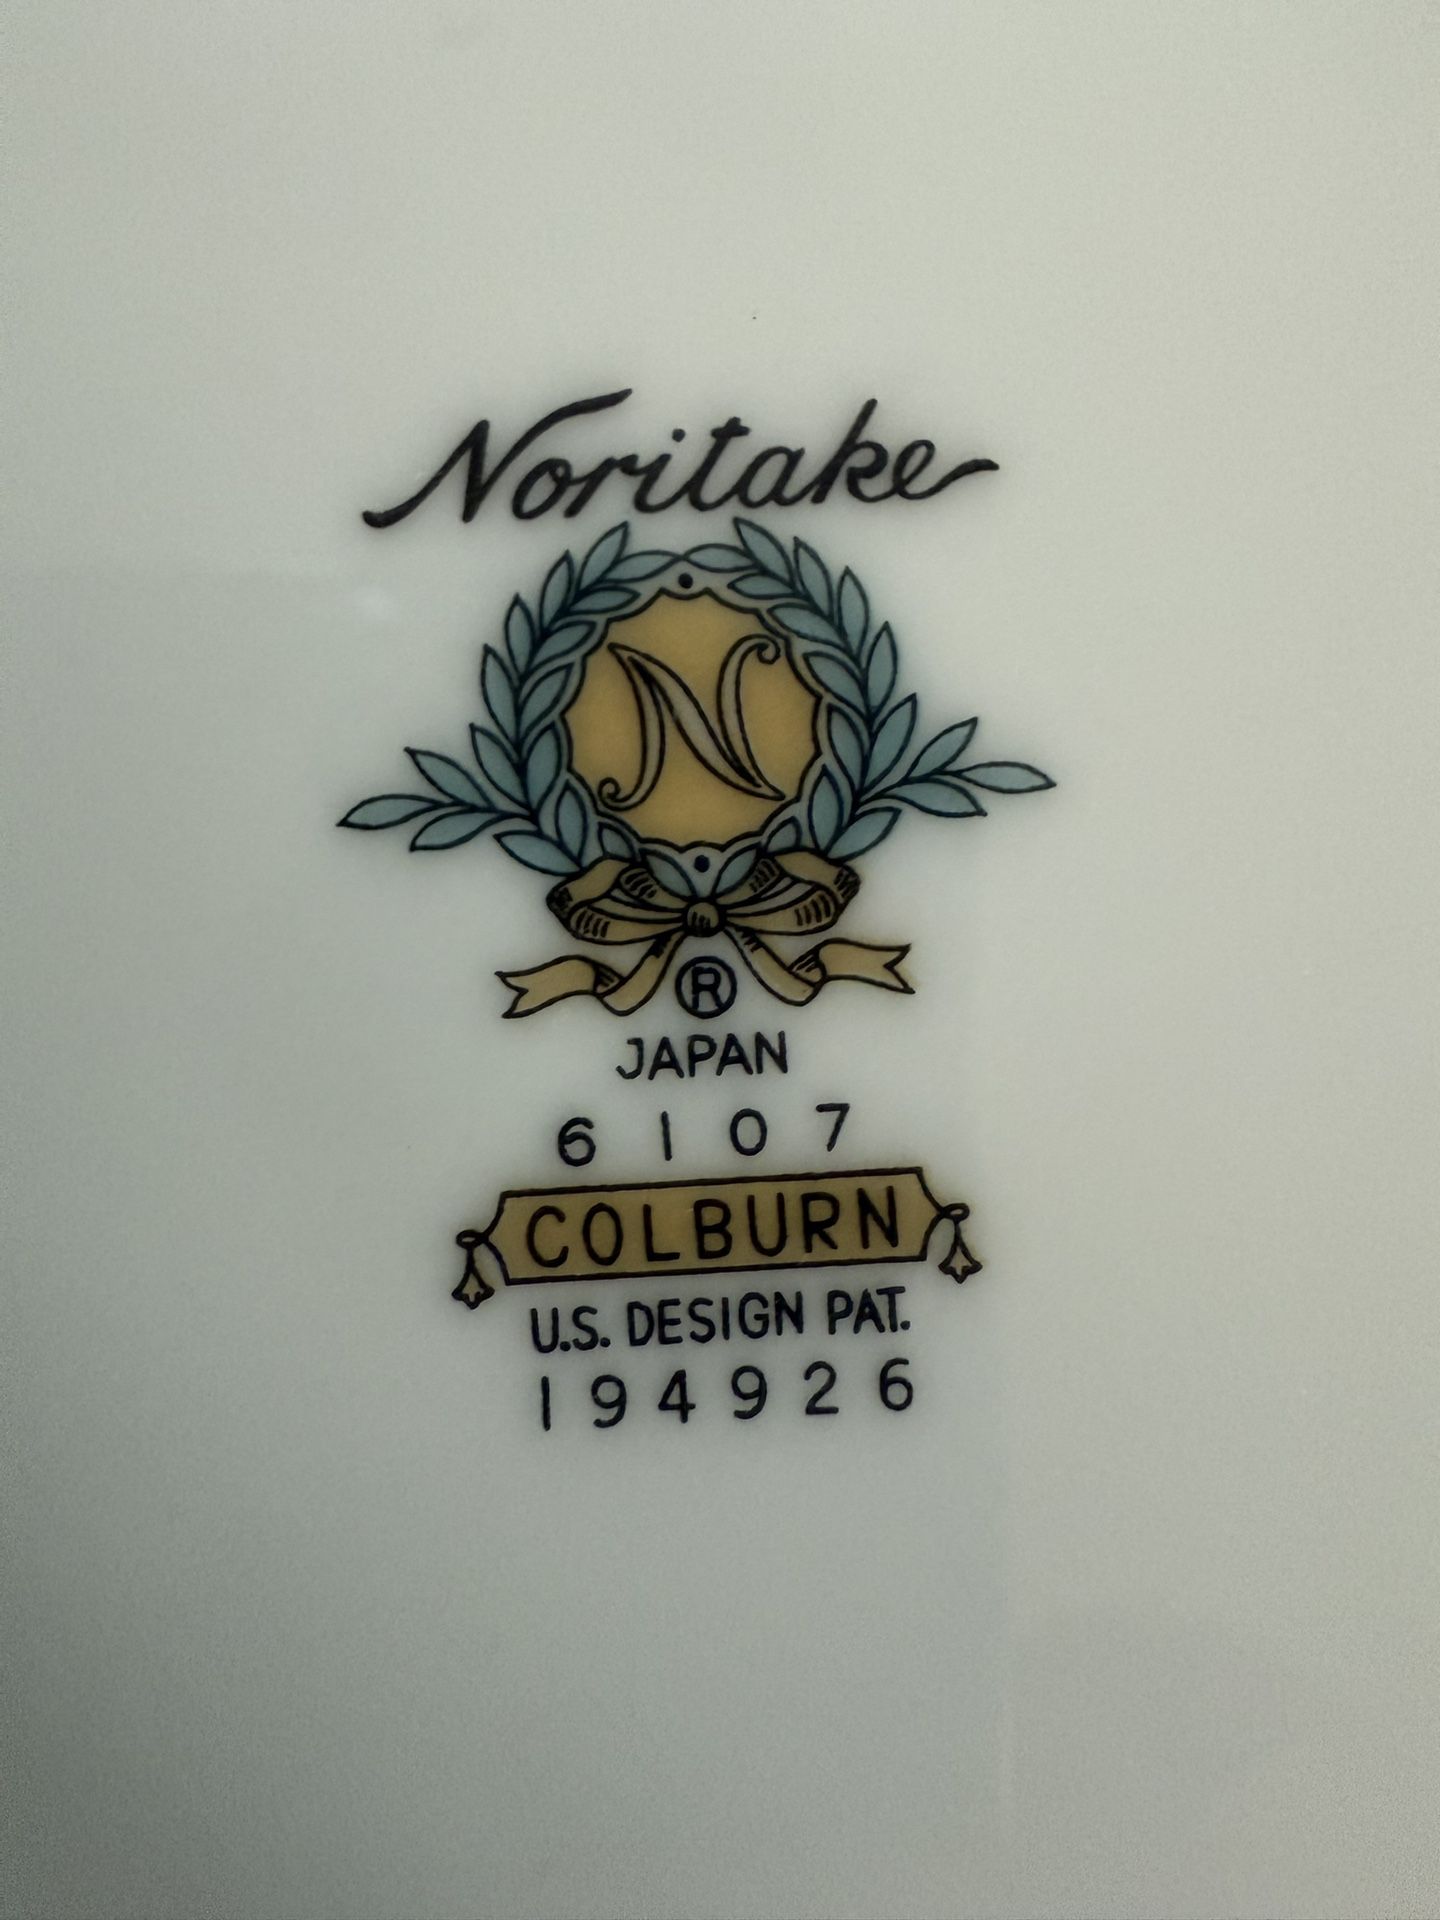 Noritake
N
®
JAPAN
6107
COLBURN
U.S. DESIGN PAT.
194926